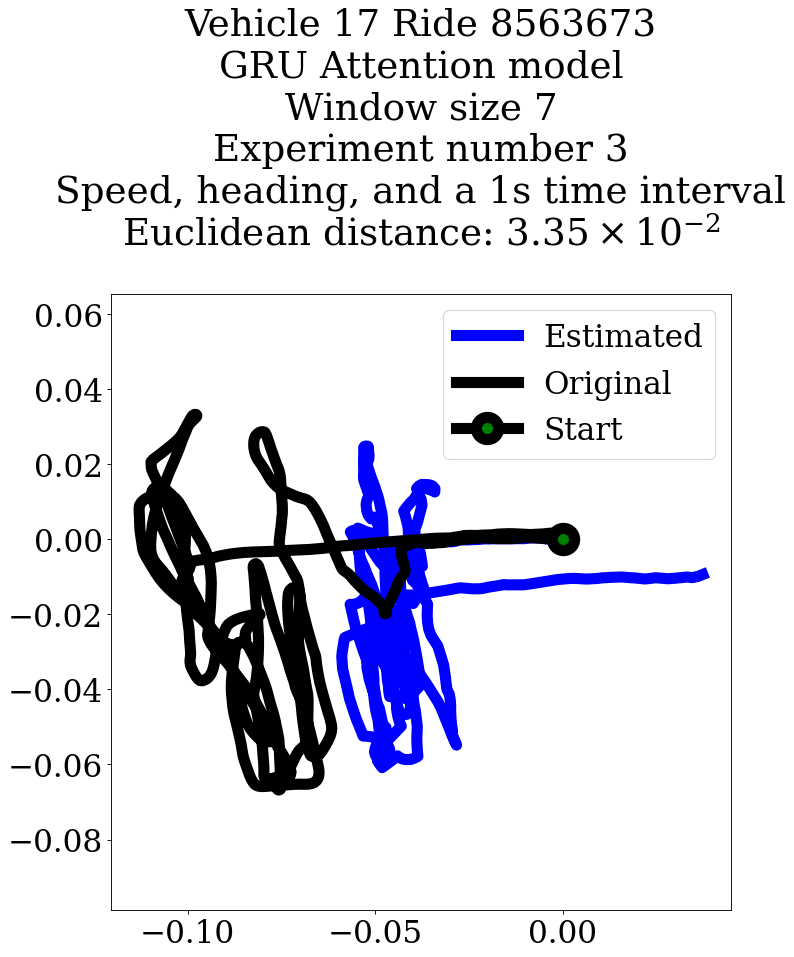 Vehicle 17 Ride 8563673
GRU Attention model
Window size 7
Experiment number 3
Speed, heading, and a 1s time interval
Euclidean distance: 3.35 × 10⁻²
Estimated
Original
Start
0.06
0.04
0.02
0.00
−0.02
−0.04
−0.06
−0.08
−0.10
−0.05
0.00